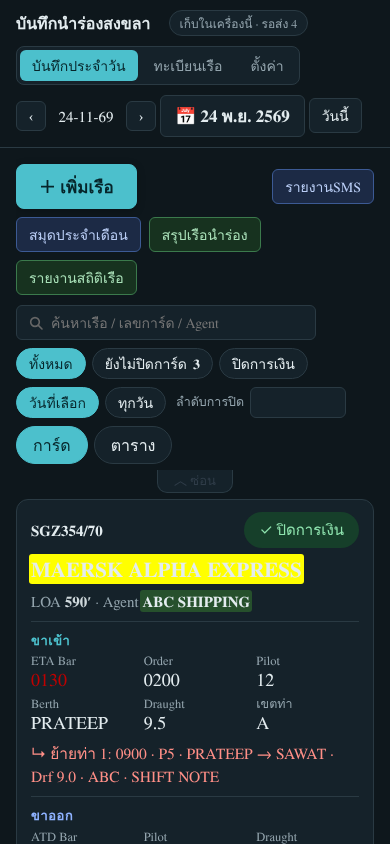 บันทึกนำร่องสงขลา
เก็บในเครื่องนี้ · รอส่ง 4
บันทึกประจำวัน ทะเบียนเรือ ตั้งค่า
‹ 24-11-69 › 📅 24 พ.ย. 2569 วันนี้
+ เพิ่มเรือ รายงานSMS
สมุดประจำเดือน สรุปเรือนำร่อง
รายงานสถิติเรือ
ค้นหาเรือ / เลขการ์ด / Agent
ทั้งหมด ยังไม่ปิดการ์ด 3 ปิดการเงิน
วันที่เลือก ทุกวัน ลำดับการปิด
การ์ด ตาราง
︿ ซ่อน
SGZ354/70 ✓ ปิดการเงิน
MAERSK ALPHA EXPRESS
LOA 590′ · Agent ABC SHIPPING
ขาเข้า
ETA Bar Order Pilot
0130 0200 12
Berth Draught เขตท่า
PRATEEP 9.5 A
↳ ย้ายท่า 1: 0900 · P5 · PRATEEP → SAWAT ·
Drf 9.0 · ABC · SHIFT NOTE
ขาออก
ATD Bar Pilot Draught